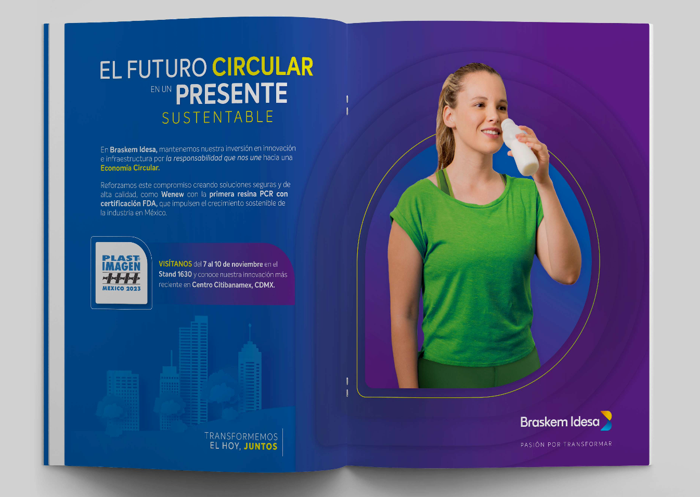 EL FUTURO CIRCULAR
EN UN PRESENTE
SUSTENTABLE
En Braskem Idesa, mantenemos nuestra inversión en innovación
e infraestructura por la responsabilidad que nos une hacia una
Economía Circular.
Reforzamos este compromiso creando soluciones seguras y de
alta calidad, como Wenew con la primera resina PCR con
certificación FDA, que impulsen el crecimiento sostenible de
la industria en México.
PLAST
IMAGEN
MÉXICO 2023
VISÍTANOS del 7 al 10 de noviembre en el
Stand 1630 y conoce nuestra innovación más
reciente en Centro Citibanamex, CDMX.
TRANSFORMEMOS
EL HOY, JUNTOS
Braskem Idesa
PASIÓN POR TRANSFORMAR